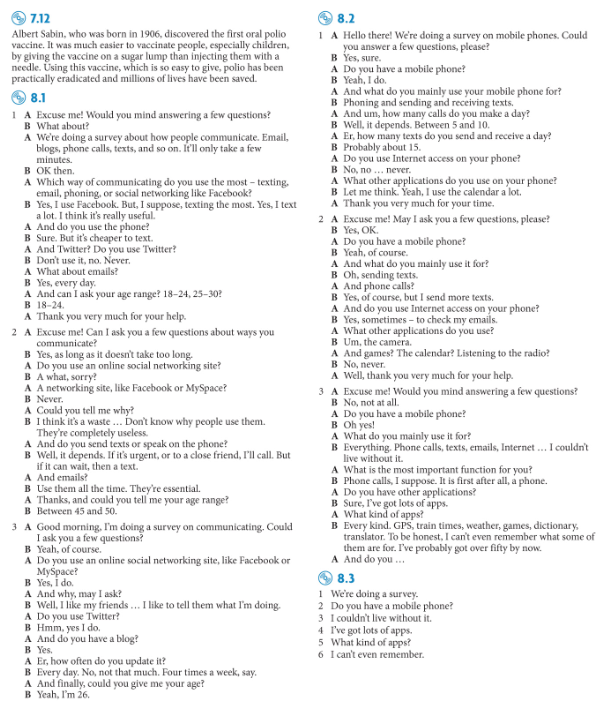 7.12
Albert Sabin, who was born in 1906, discovered the first oral polio
vaccine. It was much easier to vaccinate people, especially children,
by giving the vaccine on a sugar lump than injecting them with a
needle. Using this vaccine, which is so easy to give, polio has been
practically eradicated and millions of lives have been saved.
8.1
1 A Excuse me! Would you mind answering a few questions?
B What about?
A We're doing a survey about how people communicate. Email,
blogs, phone calls, texts, and so on. It'll only take a few
minutes.
B OK then.
A Which way of communicating do you use the most – texting,
email, phoning, or social networking like Facebook?
B Yes, I use Facebook. But, I suppose, texting the most. Yes, I text
a lot. I think it's really useful.
A And do you use the phone?
B Sure. But it's cheaper to text.
A And Twitter? Do you use Twitter?
B Don't use it, no. Never.
A What about emails?
B Yes, every day.
A And can I ask your age range? 18–24, 25–30?
B 18–24.
A Thank you very much for your help.
2 A Excuse me! Can I ask you a few questions about ways you
communicate?
B Yes, as long as it doesn't take too long.
A Do you use an online social networking site?
B A what, sorry?
A A networking site, like Facebook or MySpace?
B Never.
A Could you tell me why?
B I think it's a waste … Don't know why people use them.
They're completely useless.
A And do you send texts or speak on the phone?
B Well, it depends. If it's urgent, or to a close friend, I'll call. But
if it can wait, then a text.
A And emails?
B Use them all the time. They're essential.
A Thanks, and could you tell me your age range?
B Between 45 and 50.
3 A Good morning, I'm doing a survey on communicating. Could
I ask you a few questions?
B Yeah, of course.
A Do you use an online social networking site, like Facebook or
MySpace?
B Yes, I do.
A And why, may I ask?
B Well, I like my friends … I like to tell them what I'm doing.
A Do you use Twitter?
B Hmm, yes I do.
A And do you have a blog?
B Yes.
A Er, how often do you update it?
B Every day. No, not that much. Four times a week, say.
A And finally, could you give me your age?
B Yeah, I'm 26.
8.2
1 A Hello there! We're doing a survey on mobile phones. Could
you answer a few questions, please?
B Yes, sure.
A Do you have a mobile phone?
B Yeah, I do.
A And what do you mainly use your mobile phone for?
B Phoning and sending and receiving texts.
A And um, how many calls do you make a day?
B Well, it depends. Between 5 and 10.
A Er, how many texts do you send and receive a day?
B Probably about 15.
A Do you use Internet access on your phone?
B No, no … never.
A What other applications do you use on your phone?
B Let me think. Yeah, I use the calendar a lot.
A Thank you very much for your time.
2 A Excuse me! May I ask you a few questions, please?
B Yes, OK.
A Do you have a mobile phone?
B Yeah, of course.
A And what do you mainly use it for?
B Oh, sending texts.
A And phone calls?
B Yes, of course, but I send more texts.
A And do you use Internet access on your phone?
B Yes, sometimes – to check my emails.
A What other applications do you use?
B Um, the camera.
A And games? The calendar? Listening to the radio?
B No, never.
A Well, thank you very much for your help.
3 A Excuse me! Would you mind answering a few questions?
B No, not at all.
A Do you have a mobile phone?
B Oh yes!
A What do you mainly use it for?
B Everything. Phone calls, texts, emails, Internet … I couldn't
live without it.
A What is the most important function for you?
B Phone calls, I suppose. It is first after all, a phone.
A Do you have other applications?
B Sure, I've got lots of apps.
A What kind of apps?
B Every kind. GPS, train times, weather, games, dictionary,
translator. To be honest, I can't even remember what some of
them are for. I've probably got over fifty by now.
A And do you …
8.3
1 We're doing a survey.
2 Do you have a mobile phone?
3 I couldn't live without it.
4 I've got lots of apps.
5 What kind of apps?
6 I can't even remember.